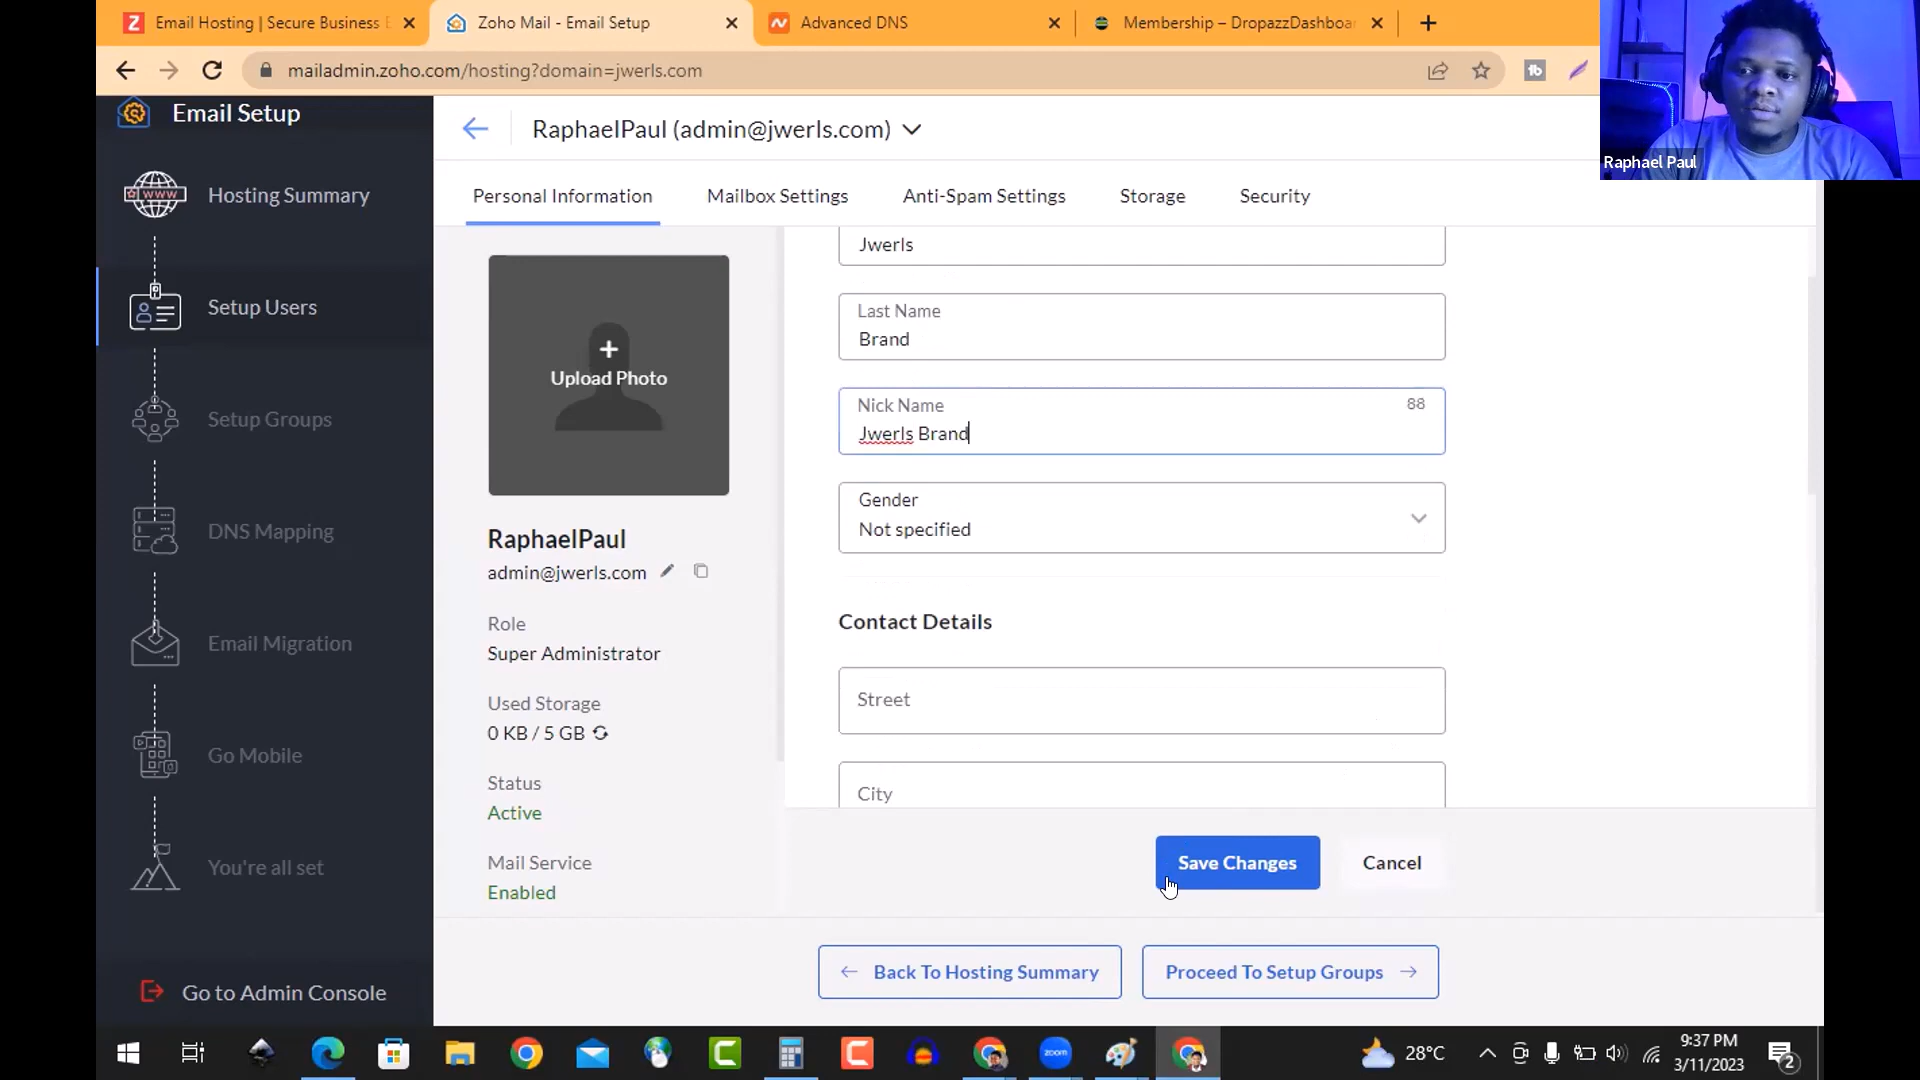 Email Hosting | Secure Business E
Zoho Mail - Email Setup
Advanced DNS
Membership – DropazzDashboar
mailadmin.zoho.com/hosting?domain=jwerls.com
Raphael Paul
Email Setup
Hosting Summary
Setup Users
Setup Groups
DNS Mapping
Email Migration
Go Mobile
You're all set
Go to Admin Console
RaphaelPaul (admin@jwerls.com)
Personal Information
Mailbox Settings
Anti-Spam Settings
Storage
Security
+
Upload Photo
RaphaelPaul
admin@jwerls.com
Role
Super Administrator
Used Storage
0 KB / 5 GB
Status
Active
Mail Service
Enabled
Jwerls
Last Name
Brand
Nick Name
88
Jwerls Brand
Gender
Not specified
Contact Details
Street
City
Save Changes
Cancel
Back To Hosting Summary
Proceed To Setup Groups
zoom
28°C
9:37 PM
3/11/2023
2